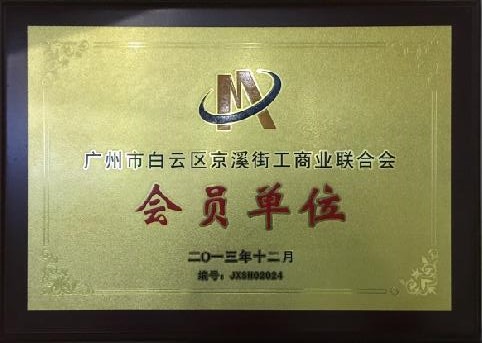 广州市白云区京溪街工商业联合会
会员单位
二〇一三年十二月
编号：JXSH02024